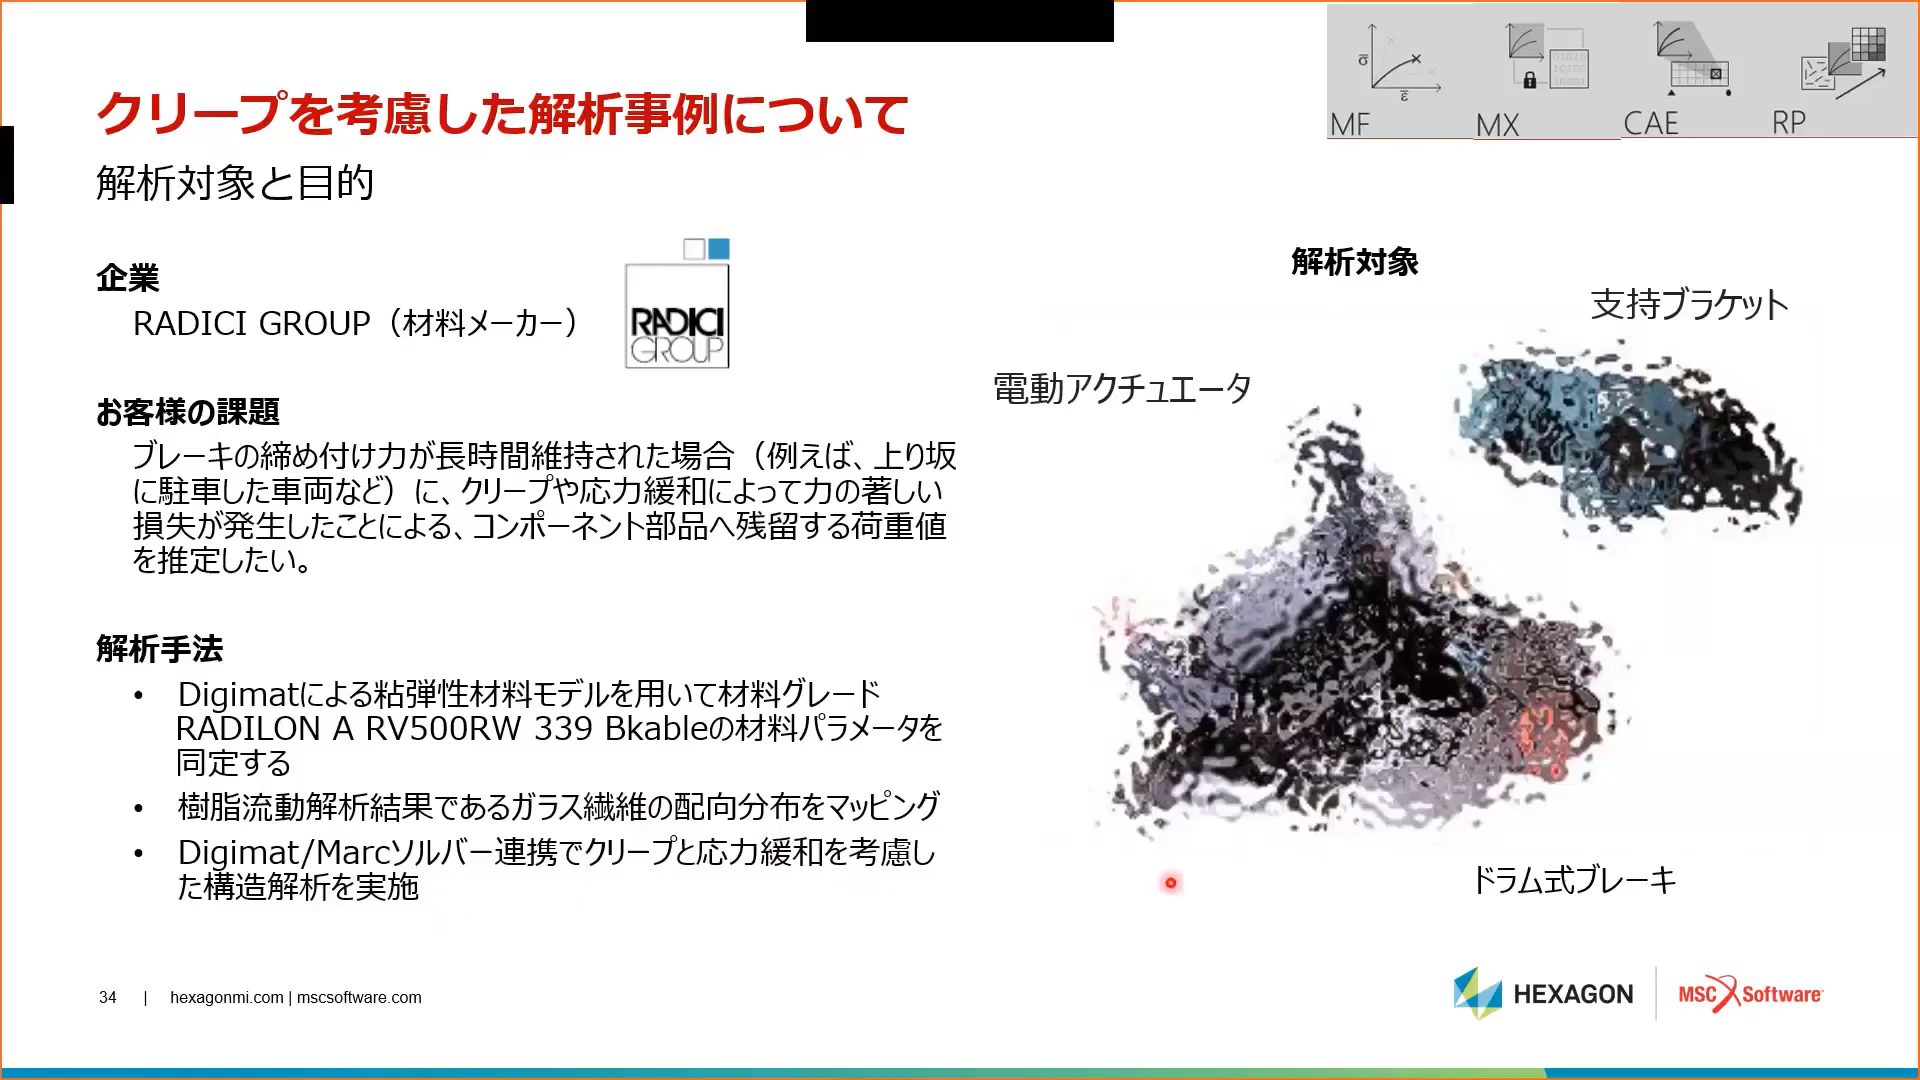 クリープを考慮した解析事例について
解析対象と目的
σ
ε
MF
MX
CAE
RP
企業
RADICI GROUP（材料メーカー）
RADICI
GROUP
お客様の課題
ブレーキの締め付け力が長時間維持された場合（例えば、上り坂
に駐車した車両など）に、クリープや応力緩和によって力の著しい
損失が発生したことによる、コンポーネント部品へ残留する荷重値
を推定したい。
解析手法
• Digimatによる粘弾性材料モデルを用いて材料グレード
RADILON A RV500RW 339 Bkableの材料パラメータを
同定する
• 樹脂流動解析結果であるガラス繊維の配向分布をマッピング
• Digimat/Marcソルバー連携でクリープと応力緩和を考慮し
た構造解析を実施
解析対象
支持ブラケット
電動アクチュエータ
ドラム式ブレーキ
34 | hexagonmi.com | mscsoftware.com
HEXAGON
MSC Software